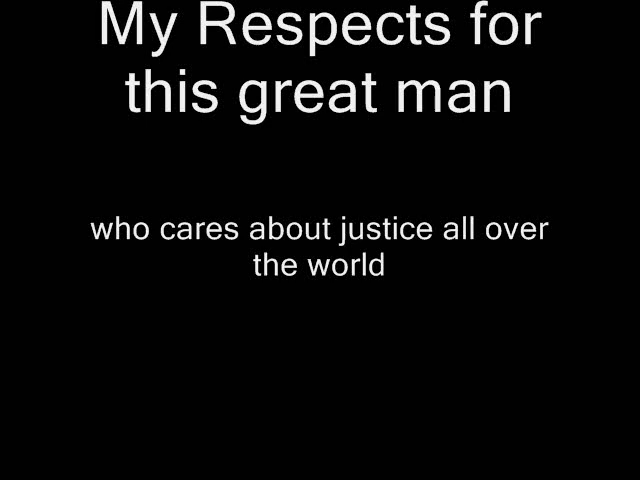 My Respects for
this great man
who cares about justice all over
the world